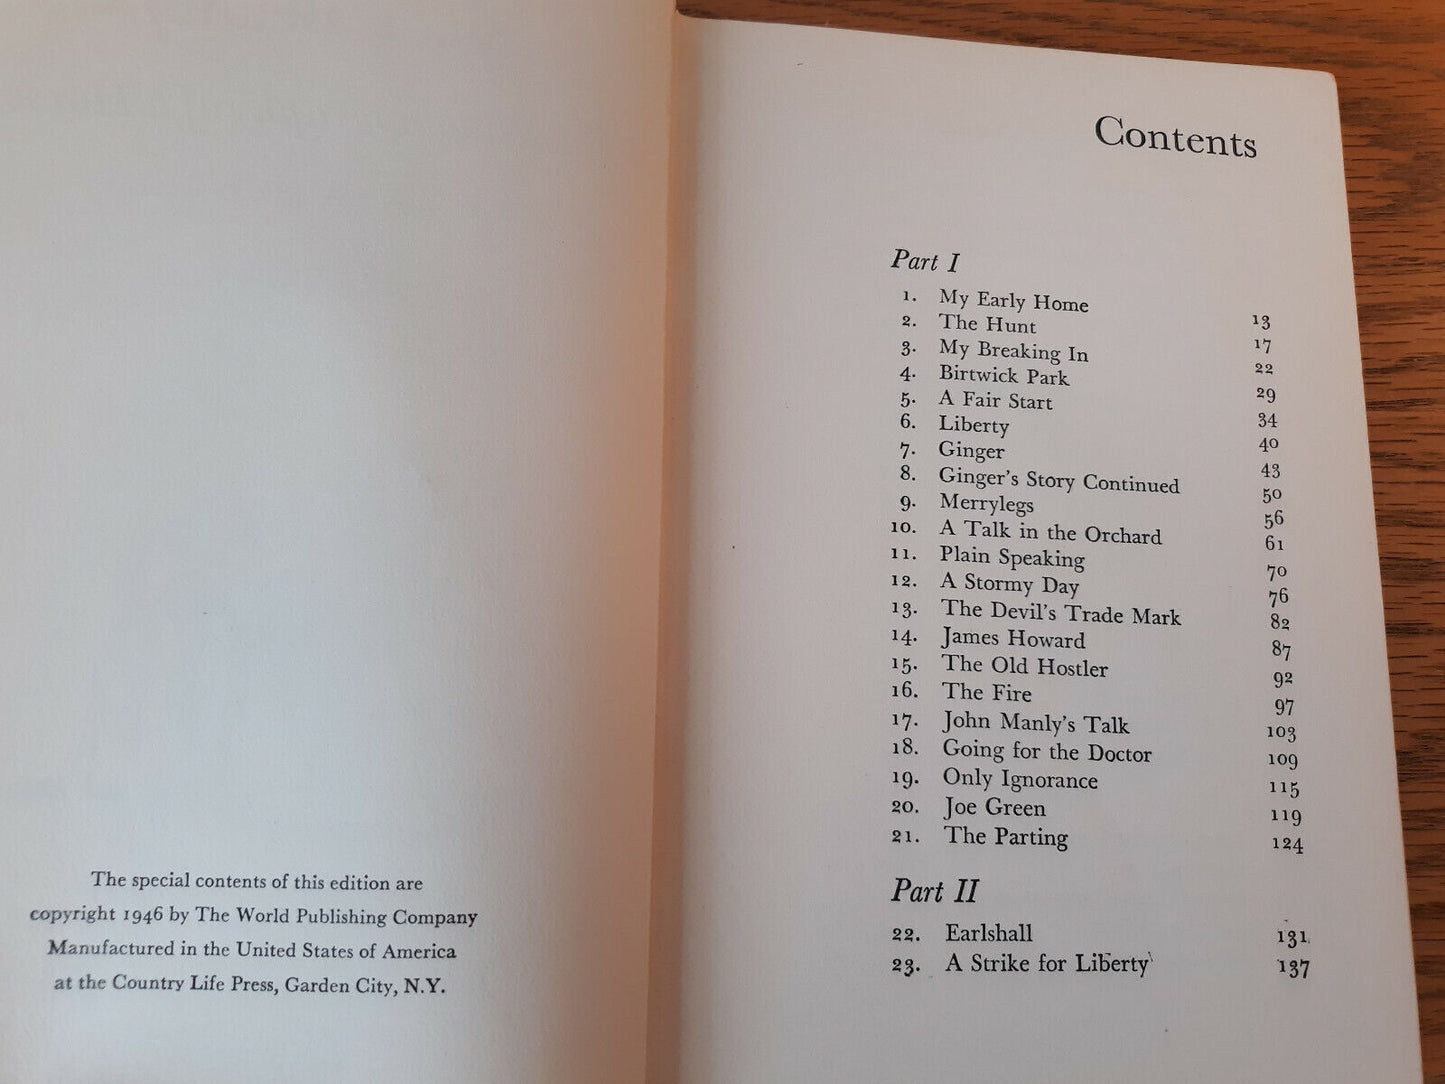 The special contents of this edition are
copyright 1946 by The World Publishing Company
Manufactured in the United States of America
at the Country Life Press, Garden City, N.Y.
Contents
Part I
1. My Early Home 13
2. The Hunt 17
3. My Breaking In 22
4. Birtwick Park 29
5. A Fair Start 34
6. Liberty 40
7. Ginger 43
8. Ginger's Story Continued 50
9. Merrylegs 56
10. A Talk in the Orchard 61
11. Plain Speaking 70
12. A Stormy Day 76
13. The Devil's Trade Mark 82
14. James Howard 87
15. The Old Hostler 92
16. The Fire 97
17. John Manly's Talk 103
18. Going for the Doctor 109
19. Only Ignorance 115
20. Joe Green 119
21. The Parting 124
Part II
22. Earlshall 131
23. A Strike for Liberty 137